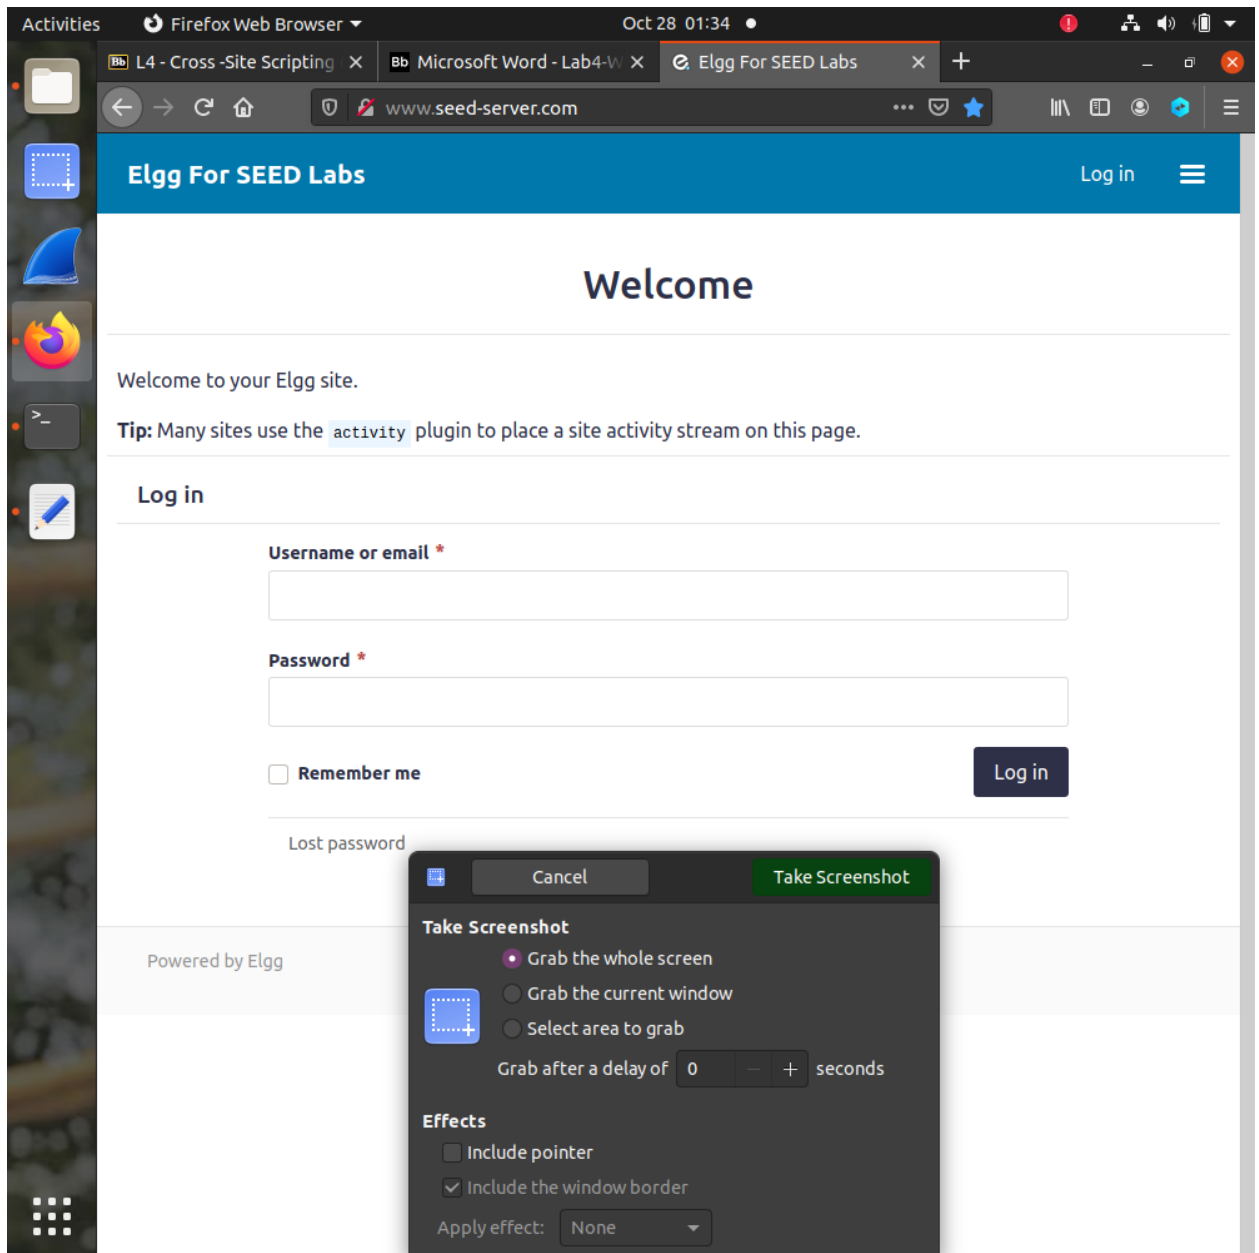 Activities Firefox Web Browser Oct 28 01:34
L4 - Cross -Site Scripting Microsoft Word - Lab4-W Elgg For SEED Labs
www.seed-server.com
Elgg For SEED Labs Log in
Welcome
Welcome to your Elgg site.
Tip: Many sites use the activity plugin to place a site activity stream on this page.
Log in
Username or email *
Password *
Remember me Log in
Lost password
Cancel Take Screenshot
Take Screenshot
Grab the whole screen
Powered by Elgg
Grab the current window
Select area to grab
Grab after a delay of 0 − + seconds
Effects
Include pointer
Include the window border
Apply effect: None